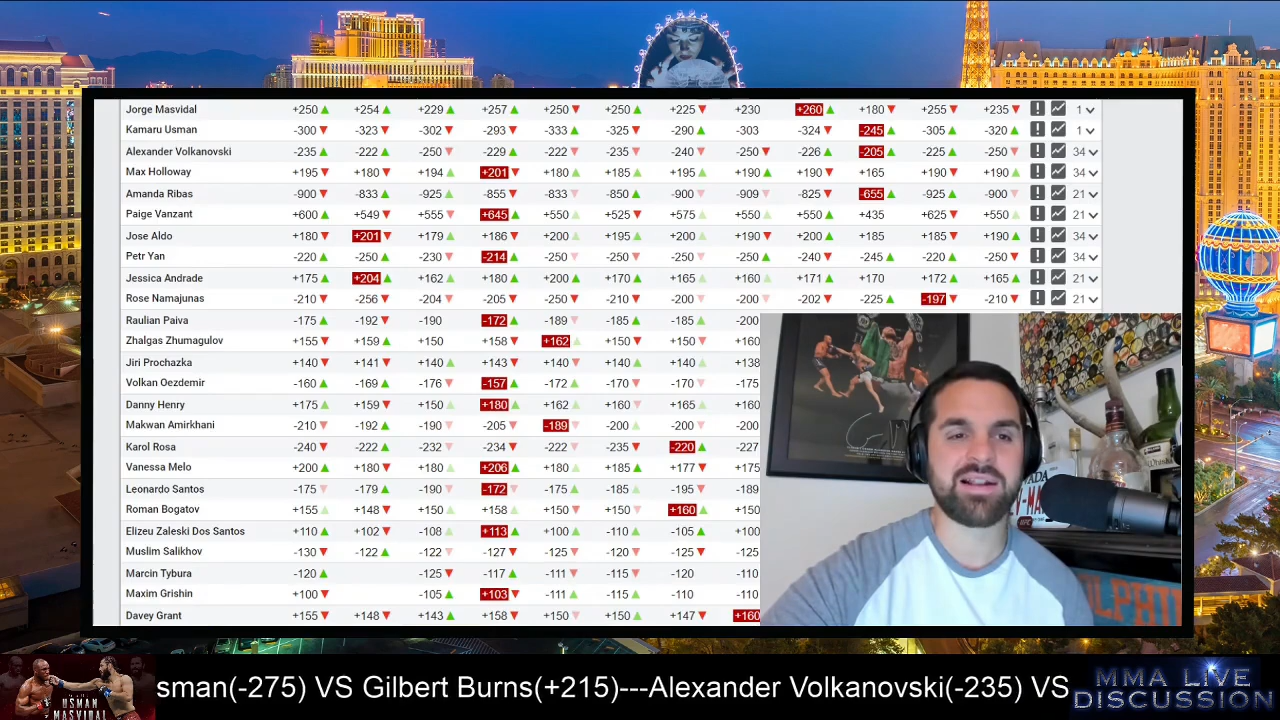 Jorge Masvidal +250 +254 +229 +257 +250 +250 +225 +230 +260 +180 +255 +235 1
Kamaru Usman -300 -323 -302 -293 -333 -325 -290 -303 -324 -245 -305 -320 1
Alexander Volkanovski -235 -222 -250 -229 -222 -235 -240 -250 -226 -205 -225 -250 34
Max Holloway +195 +180 +194 +201 +180 +185 +195 +190 +190 +165 +190 +190 34
Amanda Ribas -900 -833 -925 -855 -833 -850 -900 -909 -825 -655 -925 -900 21
Paige Vanzant +600 +549 +555 +645 +550 +525 +575 +550 +550 +435 +625 +550 21
Jose Aldo +180 +201 +179 +186 +200 +195 +200 +190 +200 +185 +185 +190 34
Petr Yan -220 -250 -230 -214 -250 -250 -250 -250 -240 -245 -220 -250 34
Jessica Andrade +175 +204 +162 +180 +200 +170 +165 +160 +171 +170 +172 +165 21
Rose Namajunas -210 -256 -204 -205 -250 -210 -200 -200 -202 -225 -197 -210 21
Raulian Paiva -175 -192 -190 -172 -189 -185 -185 -200
Zhalgas Zhumagulov +155 +159 +150 +158 +162 +150 +150 +160
Jiri Prochazka +140 +141 +140 +143 +140 +140 +140 +138
Volkan Oezdemir -160 -169 -176 -157 -172 -170 -170 -175
Danny Henry +175 +159 +150 +180 +162 +160 +165 +160
Makwan Amirkhani -210 -192 -190 -205 -189 -200 -200 -200
Karol Rosa -240 -222 -232 -234 -222 -235 -220 -227
Vanessa Melo +200 +180 +180 +206 +180 +185 +177 +175
Leonardo Santos -175 -179 -190 -172 -175 -185 -195 -189
Roman Bogatov +155 +148 +150 +158 +150 +150 +160 +150
Elizeu Zaleski Dos Santos +110 +102 -108 +113 +100 -110 -105 +100
Muslim Salikhov -130 -122 -122 -127 -125 -120 -125 -125
Marcin Tybura -120 -125 -117 -111 -115 -120 -110
Maxim Grishin +100 -105 +103 -111 -115 -110 -110
Davey Grant +155 +148 +143 +158 +150 +150 +147 +160
USMAN
MASVIDAL
sman(-275) VS Gilbert Burns(+215)---Alexander Volkanovski(-235) VS
MMA LIVE
DISCUSSION